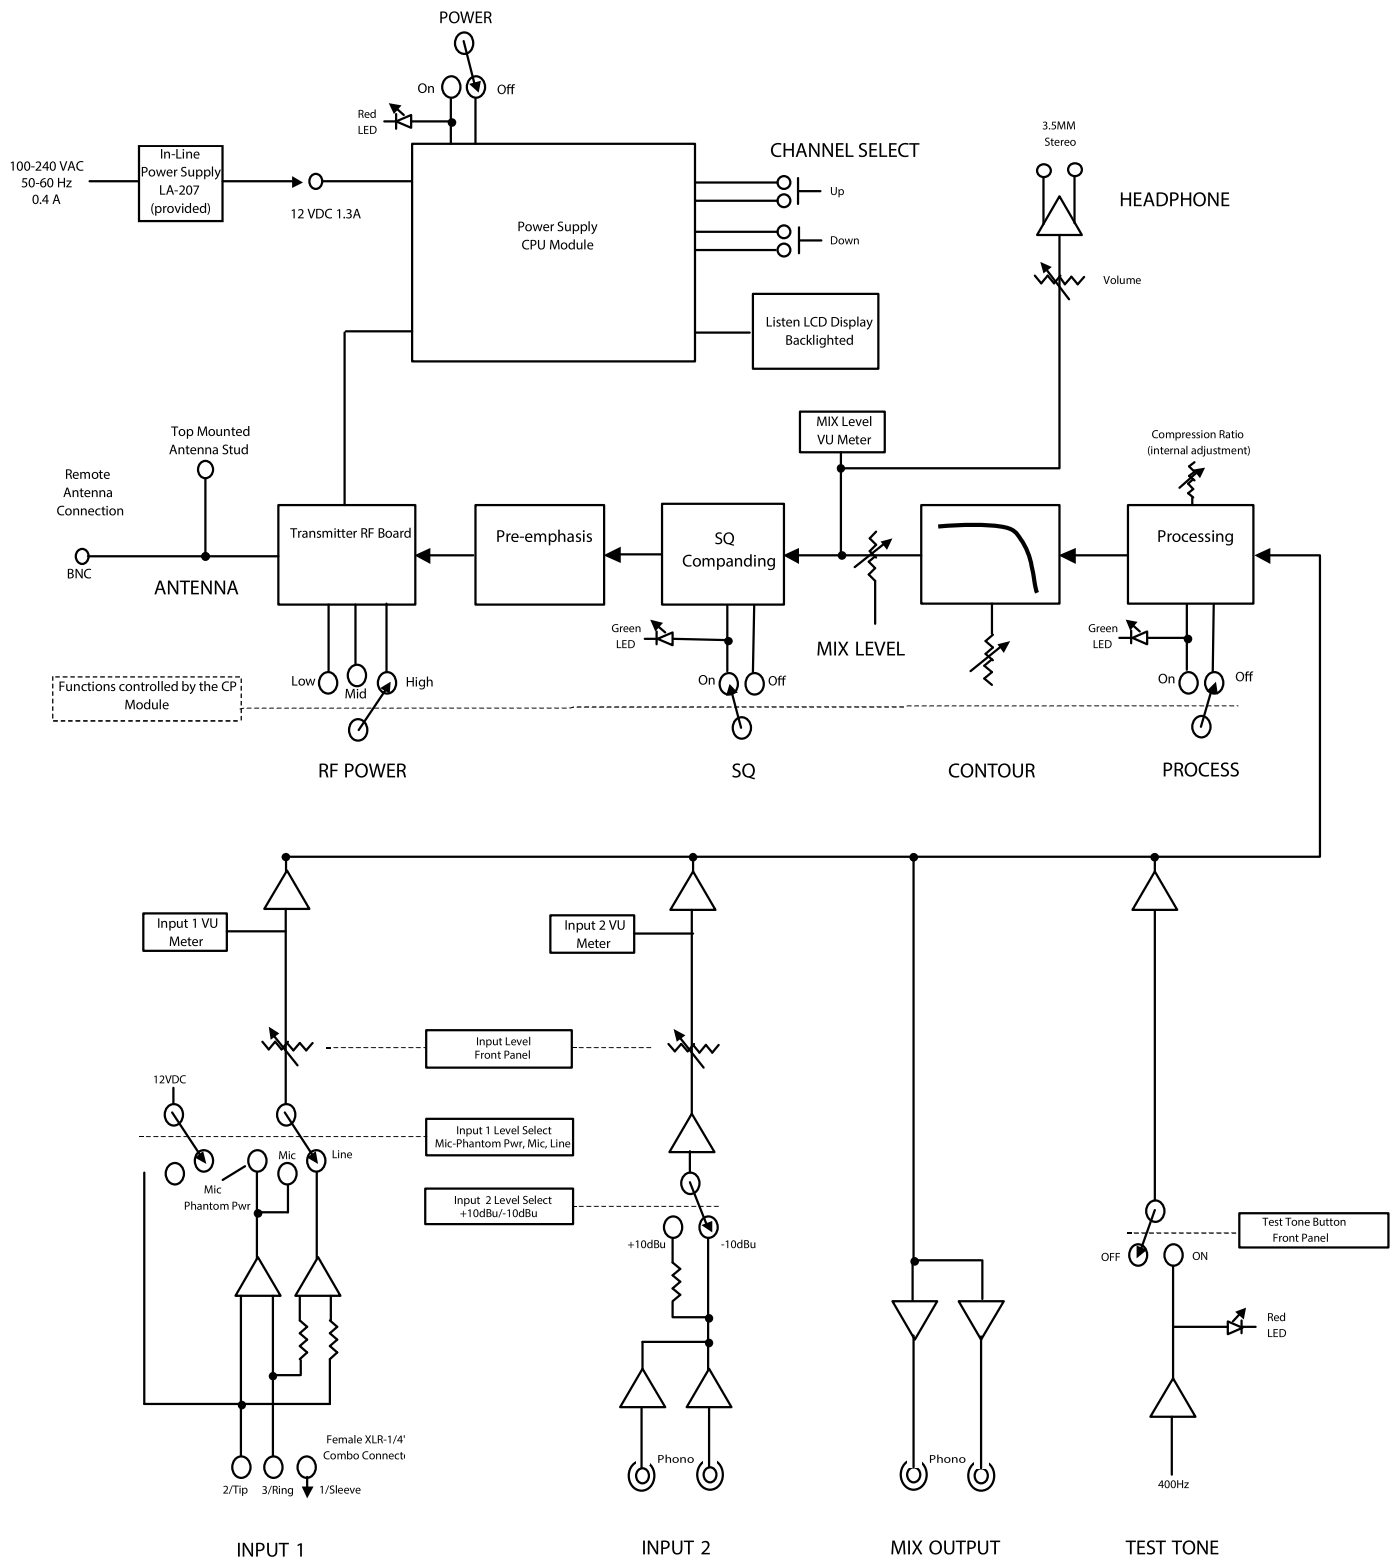 POWER
On
Off
Red
LED
100-240 VAC
50-60 Hz
0.4 A
In-Line
Power Supply
LA-207
(provided)
12 VDC 1.3A
Power Supply
CPU Module
CHANNEL SELECT
Up
Down
Listen LCD Display
Backlighted
3.5MM
Stereo
HEADPHONE
Volume
Top Mounted
Antenna Stud
Remote
Antenna
Connection
BNC
ANTENNA
Transmitter RF Board
Pre-emphasis
SQ
Companding
MIX Level
VU Meter
Compression Ratio
(internal adjustment)
Processing
Green
LED
MIX LEVEL
Green
LED
Functions controlled by the CP
Module
Low
Mid
High
On
Off
On
Off
RF POWER
SQ
CONTOUR
PROCESS
Input 1 VU
Meter
Input 2 VU
Meter
Input Level
Front Panel
12VDC
Input 1 Level Select
Mic-Phantom Pwr, Mic, Line
Mic
Line
Mic
Phantom Pwr
Input 2 Level Select
+10dBu/-10dBu
+10dBu
-10dBu
Test Tone Button
Front Panel
OFF
ON
Red
LED
Female XLR-1/4"
Combo Connect
2/Tip
3/Ring
1/Sleeve
Phono
Phono
400Hz
INPUT 1
INPUT 2
MIX OUTPUT
TEST TONE